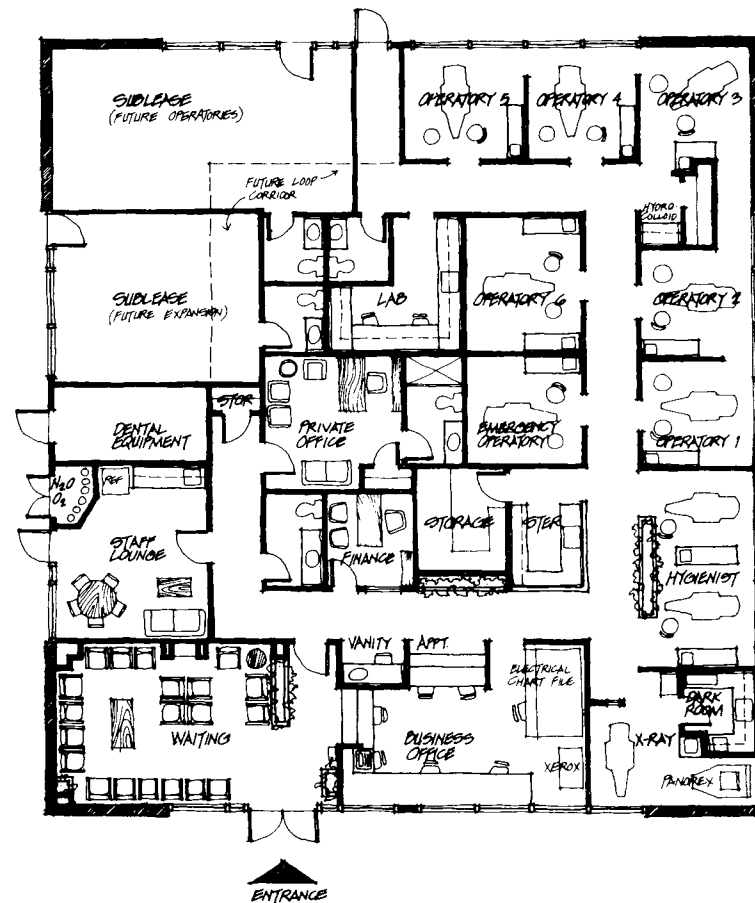 SUBLEASE
(FUTURE OPERATORIES)
OPERATORY 5
OPERATORY 4
OPERATORY 3
FUTURE LOOP
CORRIDOR
HYDRO
COLLOID
SUBLEASE
(FUTURE EXPANSION)
LAB
OPERATORY 6
OPERATORY 2
STOR
DENTAL
EQUIPMENT
PRIVATE
OFFICE
EMERGENCY
OPERATORY
OPERATORY 1
N2O
O2
REF
STAFF
LOUNGE
FINANCE
STORAGE
STER
HYGIENIST
VANITY
APPT.
ELECTRICAL
CHART FILE
DARK
ROOM
WAITING
BUSINESS
OFFICE
X-RAY
XEROX
PANOREX
ENTRANCE